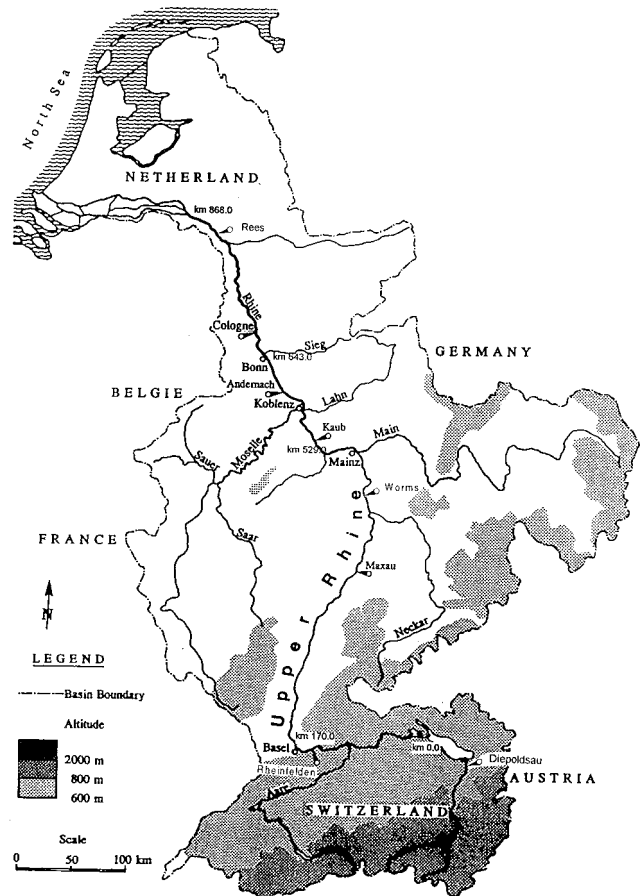 North Sea
NETHERLAND
km 868.0
Rees
Rhine
Cologne
Sieg
km 643.0
Bonn
GERMANY
Andernach
BELGIE
Lahn
Koblenz
Kaub
Main
Moselle
km 529.0
Mainz
Sauer
Worms
FRANCE
Saar
Upper Rhine
Maxau
N
Neckar
LEGEND
Basin Boundary
Altitude
km 170.0
Basel
km 0.0
2000 m
Rheinfelden
Diepoldsau
800 m
AUSTRIA
600 m
Aare
SWITZERLAND
Scale
0 50 100 km